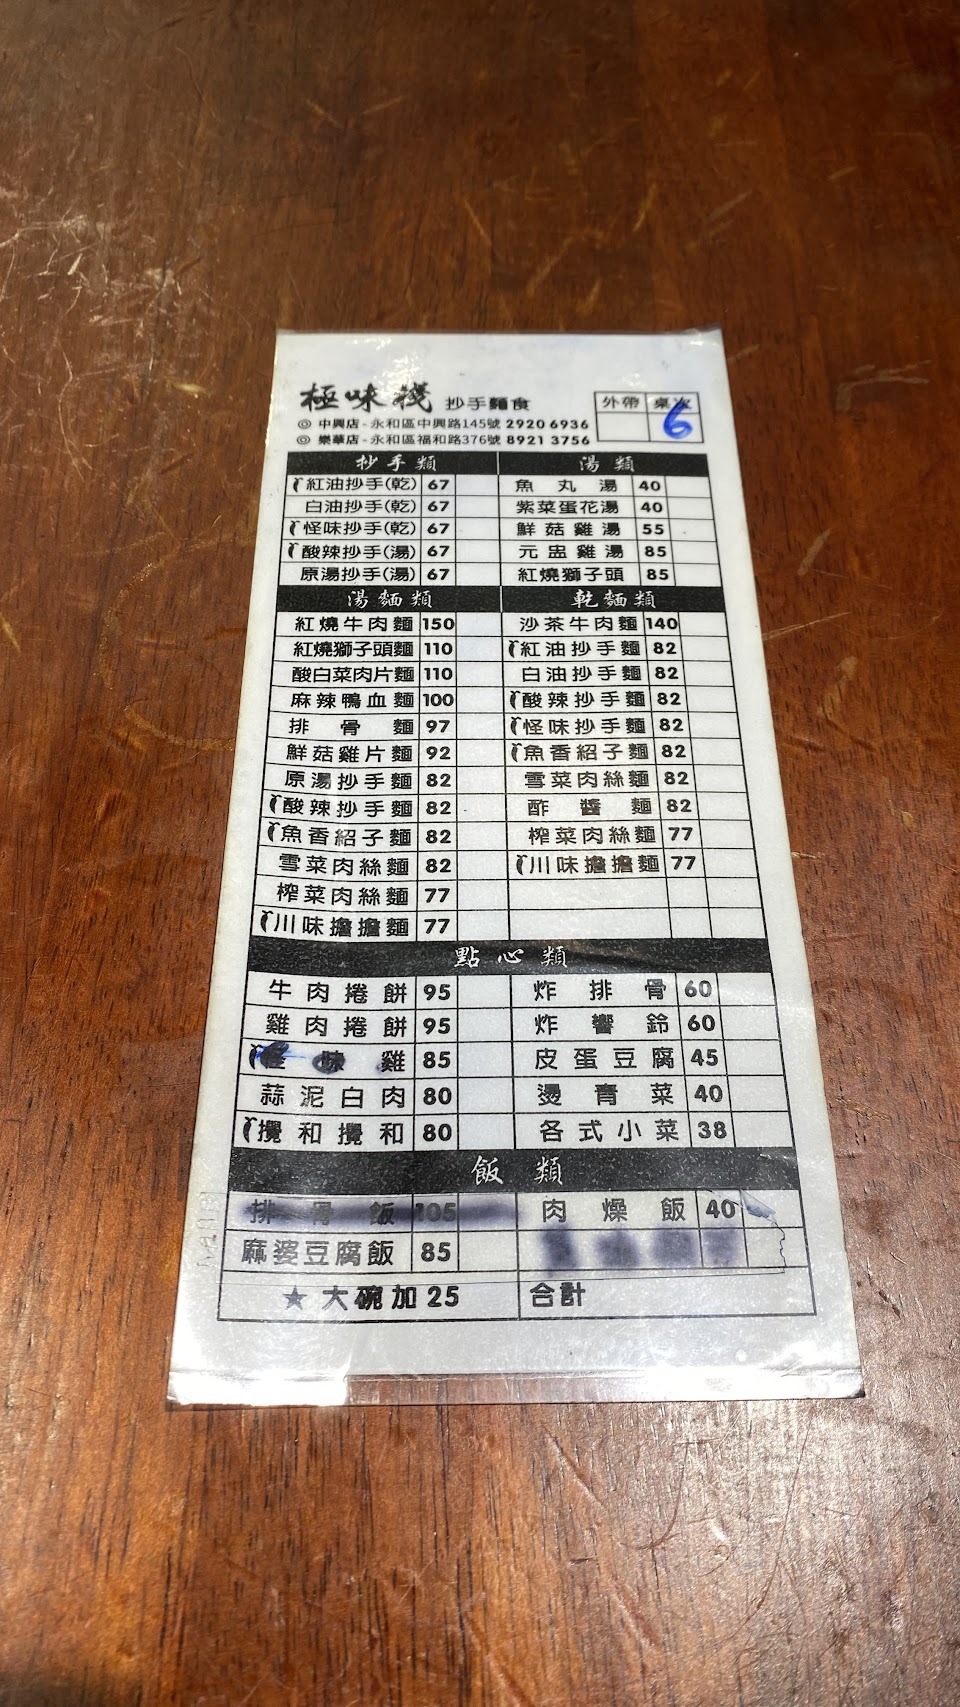 極味棧 抄手麵食
◎ 中興店-永和區中興路145號 2920 6936
◎ 樂華店-永和區福和路376號 8921 3756
外帶 桌次
6
抄手類 湯類
紅油抄手(乾) 67 魚丸湯 40
白油抄手(乾) 67 紫菜蛋花湯 40
怪味抄手(乾) 67 鮮菇雞湯 55
酸辣抄手(湯) 67 元盅雞湯 85
原湯抄手(湯) 67 紅燒獅子頭 85
湯麵類 乾麵類
紅燒牛肉麵 150 沙茶牛肉麵 140
紅燒獅子頭麵 110 紅油抄手麵 82
酸白菜肉片麵 110 白油抄手麵 82
麻辣鴨血麵 100 酸辣抄手麵 82
排骨麵 97 怪味抄手麵 82
鮮菇雞片麵 92 魚香紹子麵 82
原湯抄手麵 82 雪菜肉絲麵 82
酸辣抄手麵 82 酢醬麵 82
魚香紹子麵 82 榨菜肉絲麵 77
雪菜肉絲麵 82 川味擔擔麵 77
榨菜肉絲麵 77
川味擔擔麵 77
點心類
牛肉捲餅 95 炸排骨 60
雞肉捲餅 95 炸響鈴 60
怪味雞 85 皮蛋豆腐 45
蒜泥白肉 80 燙青菜 40
攪和攪和 80 各式小菜 38
飯類
排骨飯 105 肉燥飯 40
麻婆豆腐飯 85
★大碗加 25 合計